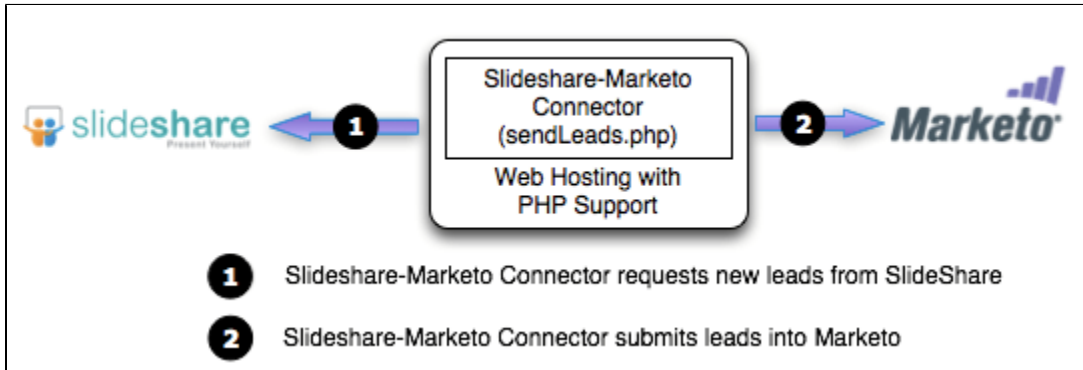 slideshare
Present Yourself
1
Slideshare-Marketo
Connector
(sendLeads.php)
Web Hosting with
PHP Support
2
Marketo
1 Slideshare-Marketo Connector requests new leads from SlideShare
2 Slideshare-Marketo Connector submits leads into Marketo